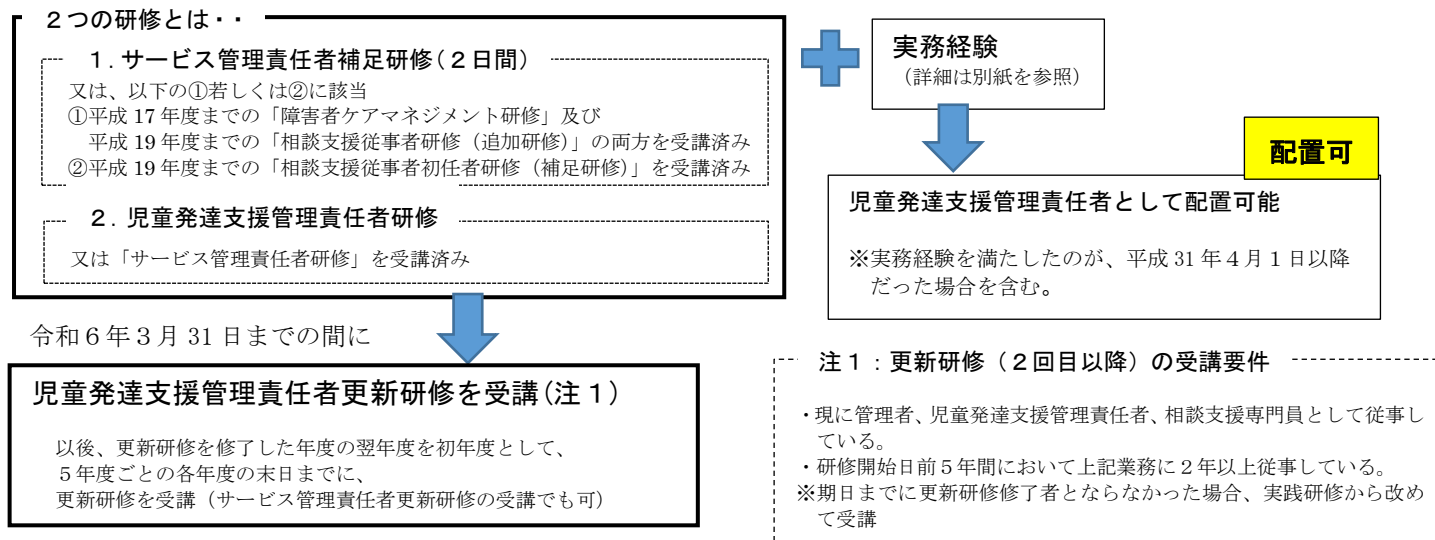 ２つの研修とは・・
１．サービス管理責任者補足研修（２日間）
又は、以下の①若しくは②に該当
①平成 17 年度までの「障害者ケアマネジメント研修」及び
平成 19 年度までの「相談支援従事者研修（追加研修）」の両方を受講済み
②平成 19 年度までの「相談支援従事者初任者研修（補足研修）」を受講済み
２．児童発達支援管理責任者研修
又は「サービス管理責任者研修」を受講済み
実務経験
（詳細は別紙を参照）
配置可
児童発達支援管理責任者として配置可能
※実務経験を満たしたのが、平成 31 年４月１日以降
だった場合を含む。
令和６年３月 31 日までの間に
児童発達支援管理責任者更新研修を受講（注１）
以後、更新研修を修了した年度の翌年度を初年度として、
５年度ごとの各年度の末日までに、
更新研修を受講（サービス管理責任者更新研修の受講でも可）
注１：更新研修（２回目以降）の受講要件
・現に管理者、児童発達支援管理責任者、相談支援専門員として従事し
ている。
・研修開始日前５年間において上記業務に２年以上従事している。
※期日までに更新研修修了者とならなかった場合、実践研修から改め
て受講